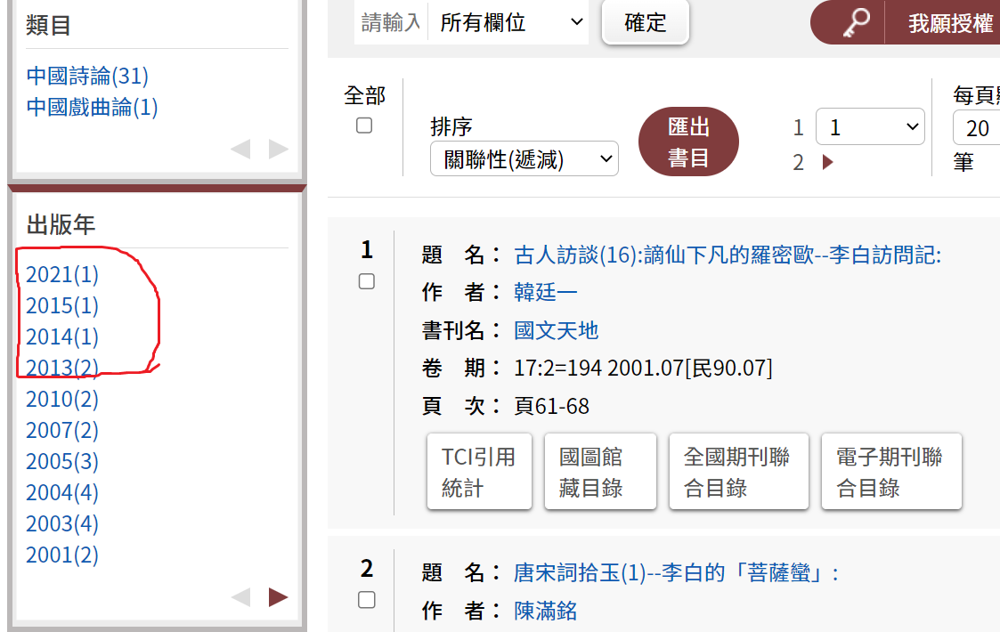 類目
中國詩論(31)
中國戲曲論(1)
出版年
2021(1)
2015(1)
2014(1)
2013(2)
2010(2)
2007(2)
2005(3)
2004(4)
2003(4)
2001(2)
請輸入 所有欄位 確定 我願授權
全部
排序
關聯性(遞減)
匯出
書目
1 1
2
每頁
20
筆
1
題 名： 古人訪談(16):謫仙下凡的羅密歐--李白訪問記:
作 者： 韓廷一
書刊名： 國文天地
卷 期： 17:2=194 2001.07[民90.07]
頁 次： 頁61-68
TCI引用
統計
國圖館
藏目錄
全國期刊聯
合目錄
電子期刊聯
合目錄
2
題 名： 唐宋詞拾玉(1)--李白的「菩薩蠻」:
作 者： 陳滿銘